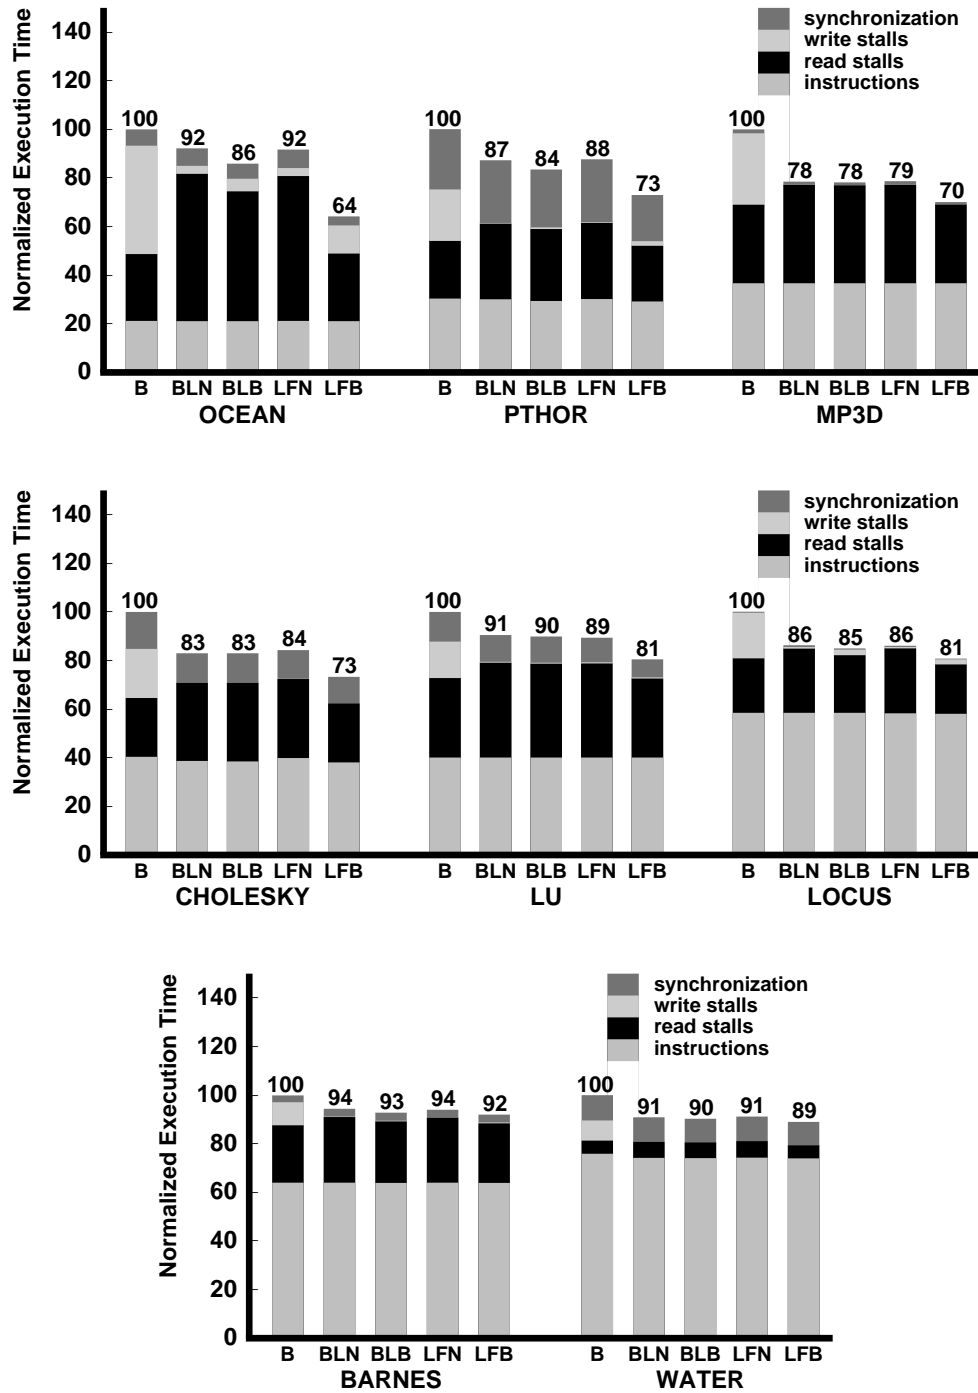 Normalized Execution Time
140
120
100
80
60
40
20
0
synchronization
write stalls
read stalls
instructions
100 92 86 92 64
100 87 84 88 73
100 78 78 79 70
B BLN BLB LFN LFB
B BLN BLB LFN LFB
B BLN BLB LFN LFB
OCEAN PTHOR MP3D
Normalized Execution Time
140
120
100
80
60
40
20
0
synchronization
write stalls
read stalls
instructions
100 83 83 84 73
100 91 90 89 81
100 86 85 86 81
B BLN BLB LFN LFB
B BLN BLB LFN LFB
B BLN BLB LFN LFB
CHOLESKY LU LOCUS
Normalized Execution Time
140
120
100
80
60
40
20
0
synchronization
write stalls
read stalls
instructions
100 94 93 94 92
100 91 90 91 89
B BLN BLB LFN LFB
B BLN BLB LFN LFB
BARNES WATER